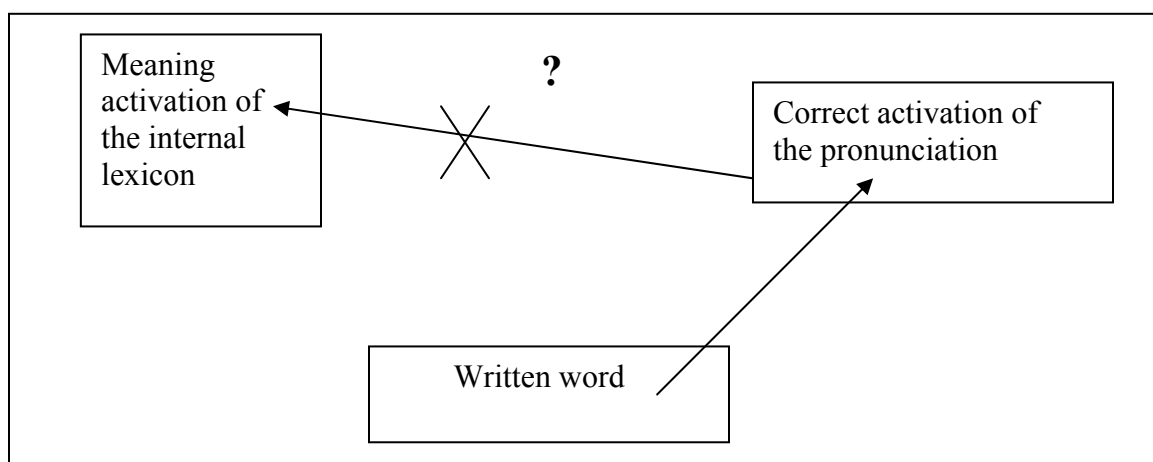 Meaning
activation of
the internal
lexicon
?
Correct activation of
the pronunciation
Written word